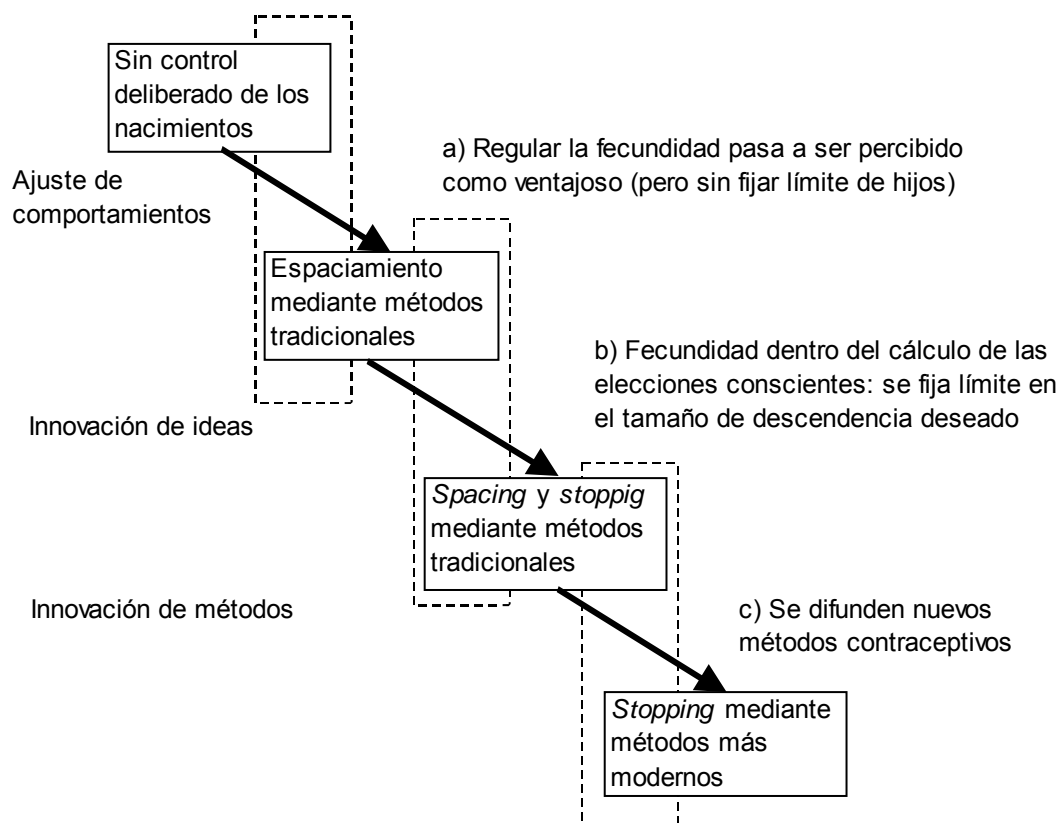 Sin control
deliberado de los
nacimientos
a) Regular la fecundidad pasa a ser percibido
como ventajoso (pero sin fijar límite de hijos)
Ajuste de
comportamientos
Espaciamiento
mediante métodos
tradicionales
b) Fecundidad dentro del cálculo de las
elecciones conscientes: se fija límite en
el tamaño de descendencia deseado
Innovación de ideas
Spacing y stoppig
mediante métodos
tradicionales
Innovación de métodos
c) Se difunden nuevos
métodos contraceptivos
Stopping mediante
métodos más
modernos